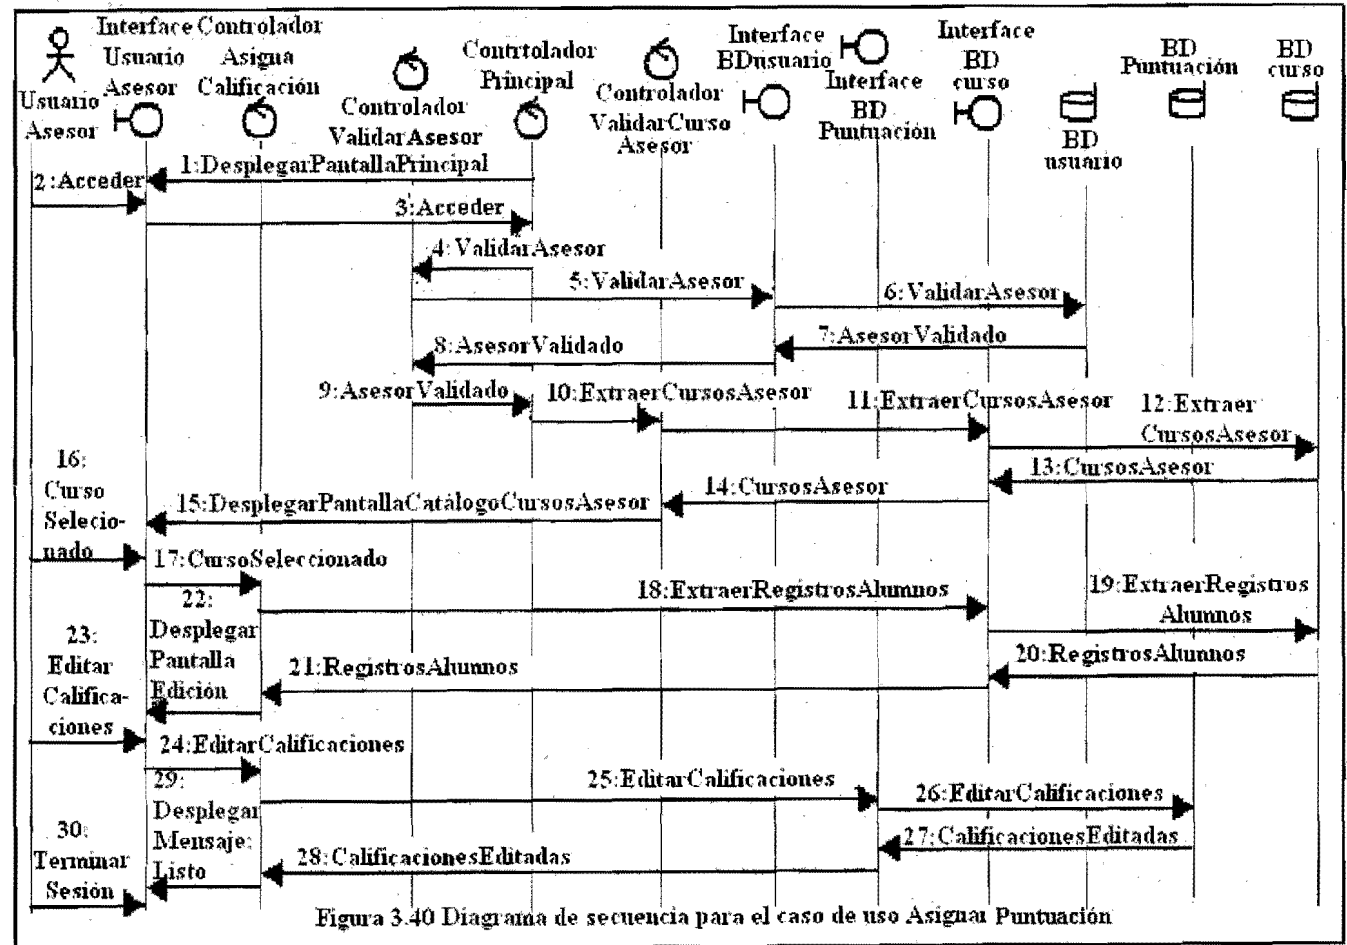 Usuario
Asesor
Interface
Usuario
Asesor
Controlador
Asigna
Calificación
Controlador
ValidarAsesor
Contrtolador
Principal
Controlador
ValidarCurso
Asesor
Interface
BDusuario
Interface
BD
Puntuación
Interface
BD
curso
BD
usuario
BD
Puntuación
BD
curso
1:DesplegarPantallaPrincipal
2:Acceder
3:Acceder
4:ValidarAsesor
5:ValidarAsesor
6:ValidarAsesor
7:AsesorValidado
8:AsesorValidado
9:AsesorValidado
10:ExtraerCursosAsesor
11:ExtraerCursosAsesor
12:Extraer
CursosAsesor
13:CursosAsesor
14:CursosAsesor
15:DesplegarPantallaCatálogoCursosAsesor
16:
Curso
Selecio-
nado
17:CursoSeleccionado
18:ExtraerRegistrosAlumnos
19:ExtraerRegistros
Alumnos
20:RegistrosAlumnos
21:RegistrosAlumnos
22:
Desplegar
Pantalla
Edición
23:
Editar
Califica-
ciones
24:EditarCalificaciones
25:EditarCalificaciones
26:EditarCalificaciones
27:CalificacionesEditadas
28:CalificacionesEditadas
29:
Desplegar
Mensaje:
Listo
30:
Terminar
Sesión
Figura 3.40 Diagrama de secuencia para el caso de uso Asignar Puntuación